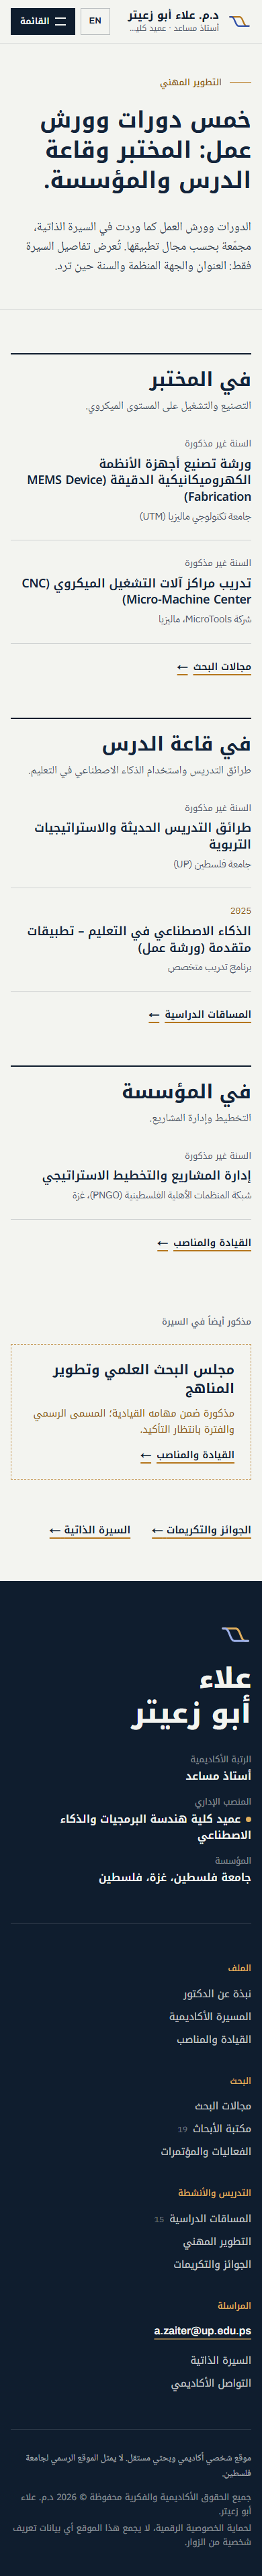 د.م. علاء أبو زعيتر
أستاذ مساعد · عميد كليـ...
EN
القائمة
التطوير المهني
خمس دورات وورش
عمل: المختبر وقاعة
الدرس والمؤسسة.
الدورات وورش العمل كما وردت في السيرة الذاتية،
مجمّعة بحسب مجال تطبيقها. تُعرض تفاصيل السيرة
فقط: العنوان والجهة المنظمة والسنة حين ترد.
في المختبر
التصنيع والتشغيل على المستوى الميكروي.
السنة غير مذكورة
ورشة تصنيع أجهزة الأنظمة
الكهروميكانيكية الدقيقة (MEMS Device
Fabrication)
جامعة تكنولوجي ماليزيا (UTM)
السنة غير مذكورة
تدريب مراكز آلات التشغيل الميكروي (CNC
Micro-Machine Center)
شركة MicroTools، ماليزيا
مجالات البحث ←
في قاعة الدرس
طرائق التدريس واستخدام الذكاء الاصطناعي في التعليم.
السنة غير مذكورة
طرائق التدريس الحديثة والاستراتيجيات
التربوية
جامعة فلسطين (UP)
2025
الذكاء الاصطناعي في التعليم – تطبيقات
متقدمة (ورشة عمل)
برنامج تدريب متخصص
المساقات الدراسية ←
في المؤسسة
التخطيط وإدارة المشاريع.
السنة غير مذكورة
إدارة المشاريع والتخطيط الاستراتيجي
شبكة المنظمات الأهلية الفلسطينية (PNGO)، غزة
القيادة والمناصب ←
مذكور أيضاً في السيرة
مجلس البحث العلمي وتطوير
المناهج
مذكورة ضمن مهامه القيادية؛ المسمى الرسمي
والفترة بانتظار التأكيد.
القيادة والمناصب ←
الجوائز والتكريمات ←
السيرة الذاتية ←
علاء
أبو زعيتر
الرتبة الأكاديمية
أستاذ مساعد
المنصب الإداري
عميد كلية هندسة البرمجيات والذكاء
الاصطناعي
المؤسسة
جامعة فلسطين، غزة، فلسطين
الملف
نبذة عن الدكتور
المسيرة الأكاديمية
القيادة والمناصب
البحث
مجالات البحث
مكتبة الأبحاث 19
الفعاليات والمؤتمرات
التدريس والأنشطة
المساقات الدراسية 15
التطوير المهني
الجوائز والتكريمات
المراسلة
a.zaiter@up.edu.ps
السيرة الذاتية
التواصل الأكاديمي
موقع شخصي أكاديمي وبحثي مستقل. لا يمثل الموقع الرسمي لجامعة
فلسطين.
جميع الحقوق الأكاديمية والفكرية محفوظة © 2026 د.م. علاء
أبو زعيتر.
لحماية الخصوصية الرقمية، لا يجمع هذا الموقع أي بيانات تعريف
شخصية من الزوار.